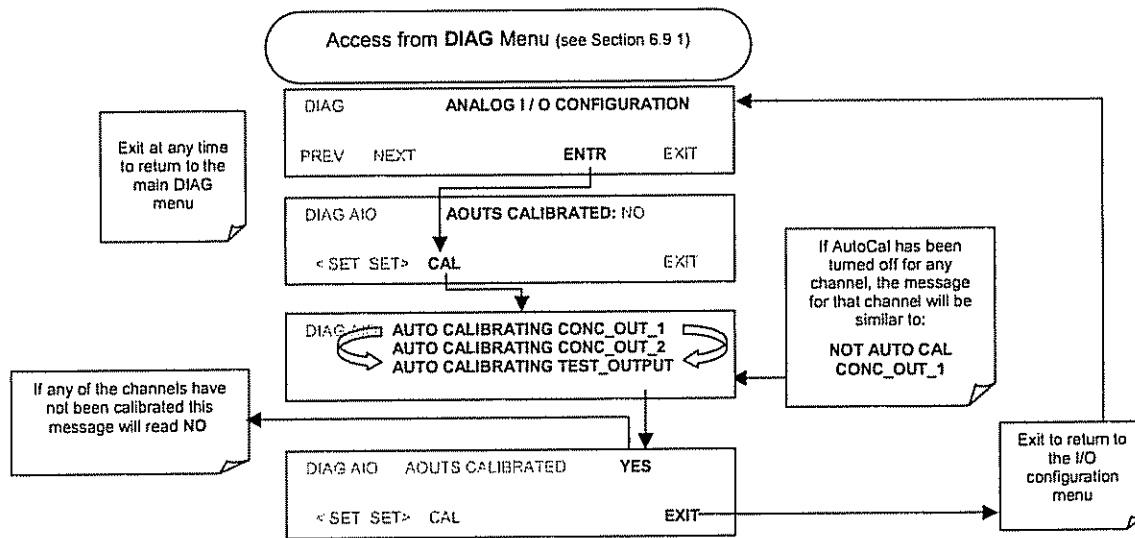 Access from DIAG Menu (see Section 6.9 1)
DIAG ANALOG I / O CONFIGURATION
PREV NEXT ENTR EXIT
Exit at any time
to return to the
main DIAG
menu
DIAG AIO AOUTS CALIBRATED: NO
< SET SET> CAL EXIT
If AutoCal has been
turned off for any
channel, the message
for that channel will be
similar to:
NOT AUTO CAL
CONC_OUT_1
DIAG AIO AUTO CALIBRATING CONC_OUT_1
AUTO CALIBRATING CONC_OUT_2
AUTO CALIBRATING TEST_OUTPUT
If any of the channels have
not been calibrated this
message will read NO
DIAG AIO AOUTS CALIBRATED YES
< SET SET> CAL EXIT
Exit to return to
the I/O
configuration
menu